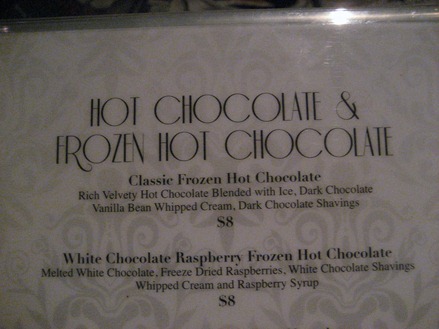 HOT CHOCOLATE &
FROZEN HOT CHOCOLATE
Classic Frozen Hot Chocolate
Rich Velvety Hot Chocolate Blended with Ice, Dark Chocolate
Vanilla Bean Whipped Cream, Dark Chocolate Shavings
$8
White Chocolate Raspberry Frozen Hot Chocolate
Melted White Chocolate, Freeze Dried Raspberries, White Chocolate Shavings
Whipped Cream and Raspberry Syrup
$8